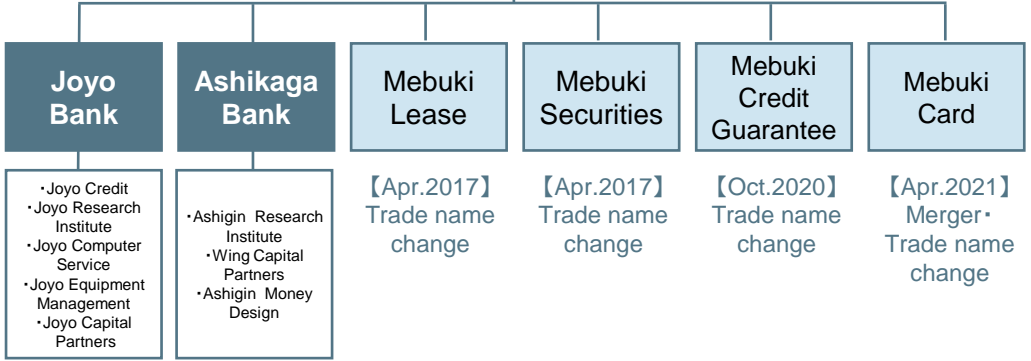 Joyo
Bank
Ashikaga
Bank
Mebuki
Lease
Mebuki
Securities
Mebuki
Credit
Guarantee
Mebuki
Card
・Joyo Credit
・Joyo Research
Institute
・Joyo Computer
Service
・Joyo Equipment
Management
・Joyo Capital
Partners
・Ashigin Research
Institute
・Wing Capital
Partners
・Ashigin Money
Design
【Apr.2017】
Trade name
change
【Apr.2017】
Trade name
change
【Oct.2020】
Trade name
change
【Apr.2021】
Merger・
Trade name
change